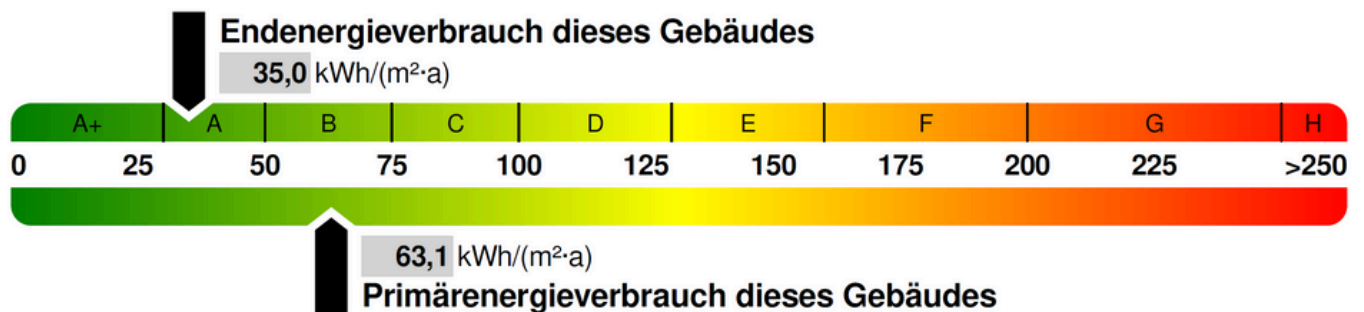 Endenergieverbrauch dieses Gebäudes
35,0 kWh/(m²·a)
A+ A B C D E F G H
0 25 50 75 100 125 150 175 200 225 >250
63,1 kWh/(m²·a)
Primärenergieverbrauch dieses Gebäudes